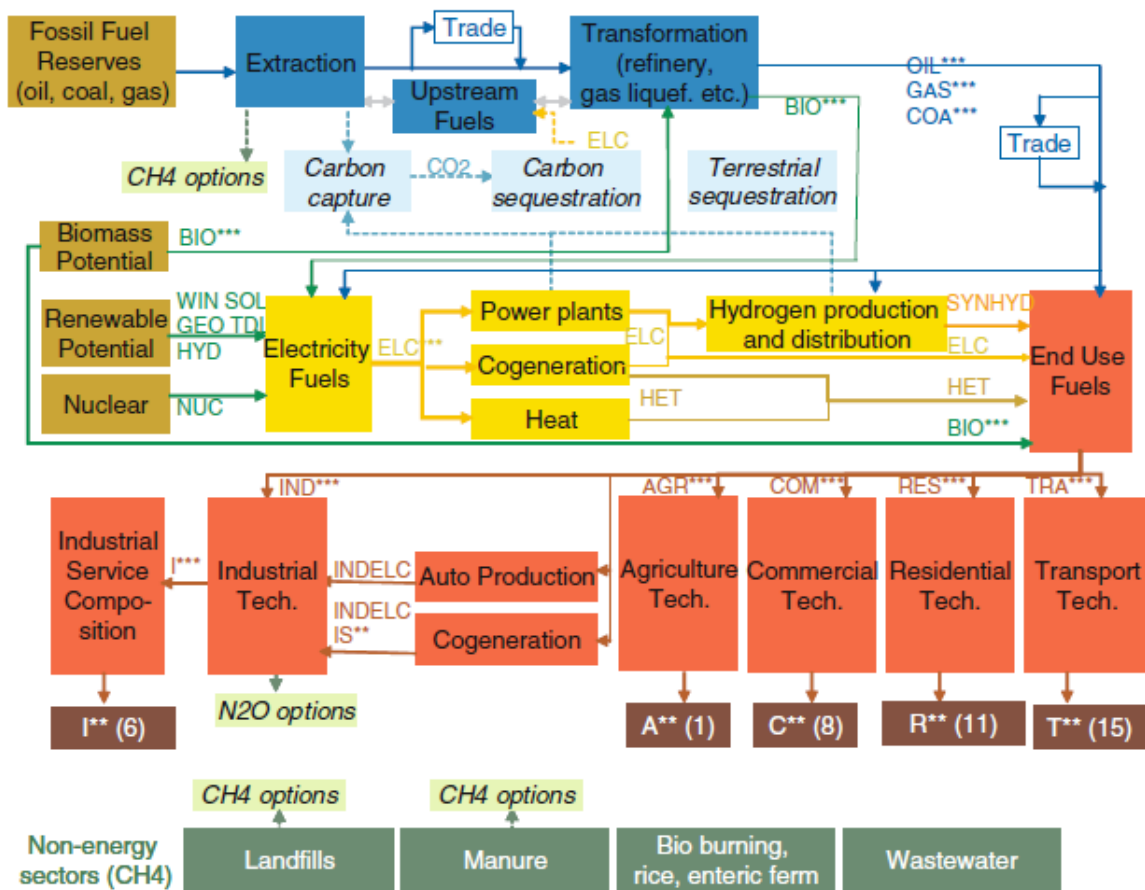 Fossil Fuel
Reserves
(oil, coal, gas)
Extraction
Trade
Transformation
(refinery,
gas liquef. etc.)
OIL***
GAS***
COA***
Upstream
Fuels
BIO***
ELC
Trade
CH4 options
Carbon
capture
CO2
Carbon
sequestration
Terrestrial
sequestration
Biomass
Potential
BIO***
Renewable
Potential
WIN SOL
GEO TDI
HYD
Nuclear
NUC
Electricity
Fuels
ELC***
Power plants
Cogeneration
Heat
ELC
HET
Hydrogen production
and distribution
SYNHYD
ELC
HET
BIO***
End Use
Fuels
IND***
AGR***
COM***
RES***
TRA***
Industrial
Service
Compo-
sition
I***
Industrial
Tech.
INDELC
Auto Production
INDELC
IS**
Cogeneration
Agriculture
Tech.
Commercial
Tech.
Residential
Tech.
Transport
Tech.
I** (6)
N2O options
A** (1)
C** (8)
R** (11)
T** (15)
CH4 options
CH4 options
Non-energy
sectors (CH4)
Landfills
Manure
Bio burning,
rice, enteric ferm
Wastewater